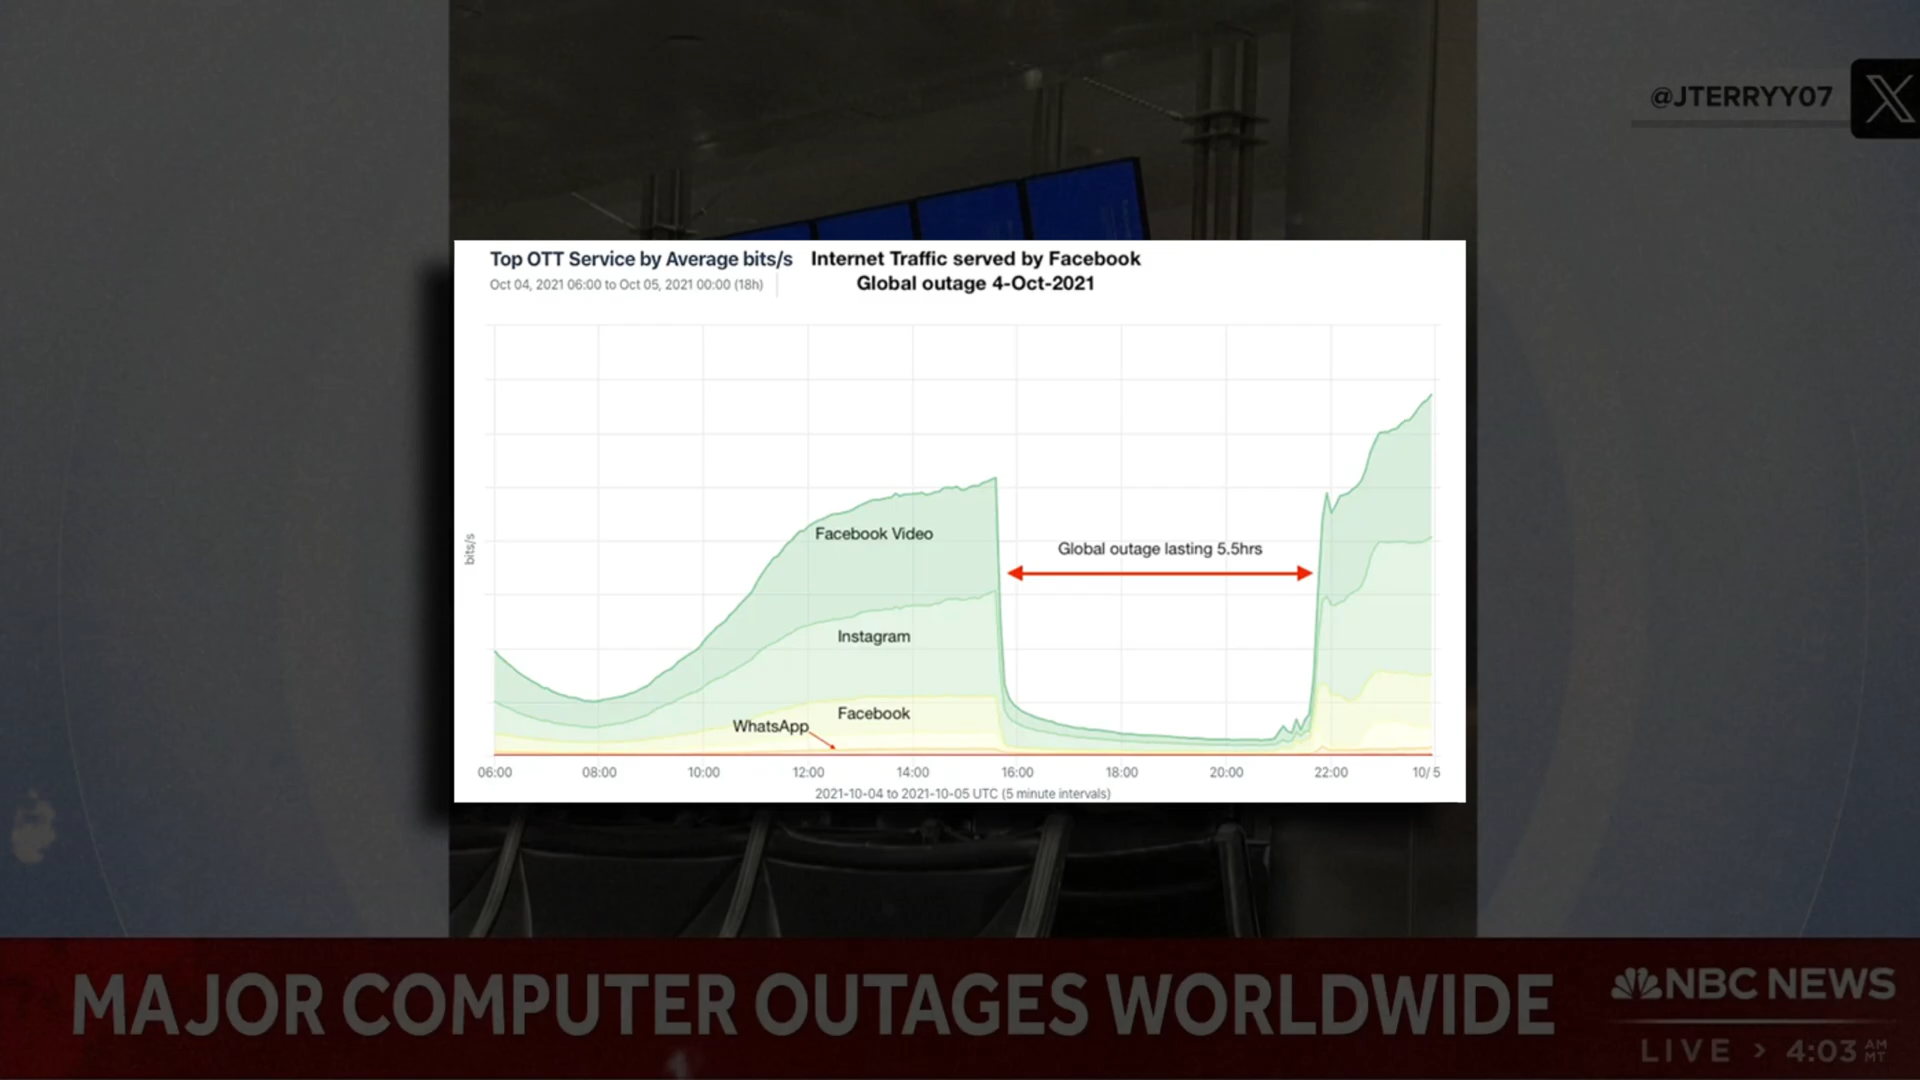 @JTERRYY07
Top OTT Service by Average bits/s
Oct 04, 2021 06:00 to Oct 05, 2021 00:00 (18h)
Internet Traffic served by Facebook
Global outage 4-Oct-2021
bits/s
Facebook Video
Global outage lasting 5.5hrs
Instagram
Facebook
WhatsApp
06:00 08:00 10:00 12:00 14:00 16:00 18:00 20:00 22:00 10/5
2021-10-04 to 2021-10-05 UTC (5 minute intervals)
MAJOR COMPUTER OUTAGES WORLDWIDE
NBC NEWS
LIVE > 4:03 AM MT